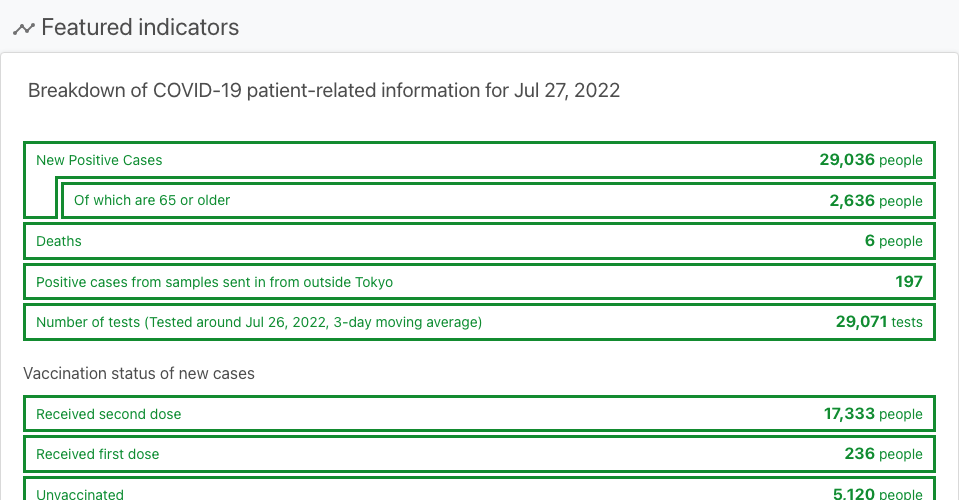 Featured indicators
Breakdown of COVID-19 patient-related information for Jul 27, 2022
New Positive Cases 29,036 people
Of which are 65 or older 2,636 people
Deaths 6 people
Positive cases from samples sent in from outside Tokyo 197
Number of tests (Tested around Jul 26, 2022, 3-day moving average) 29,071 tests
Vaccination status of new cases
Received second dose 17,333 people
Received first dose 236 people
Unvaccinated 5,120 people